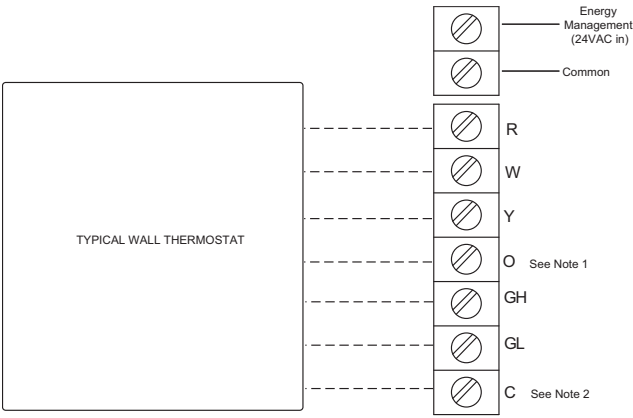 Energy
Management
(24VAC in)
Common
R
W
Y
TYPICAL WALL THERMOSTAT
O See Note 1
GH
GL
C See Note 2